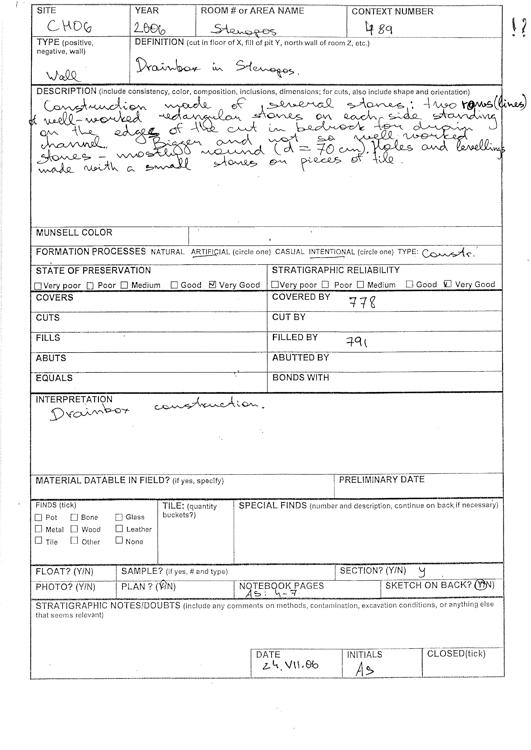 SITE YEAR ROOM # or AREA NAME CONTEXT NUMBER
CH06 2006 Stenopos 489 !?
TYPE (positive, negative, wall) DEFINITION (cut in floor of X, fill of pit Y, north wall of room Z, etc.)
Wall Drainbox in Stenopos.
DESCRIPTION (include consistency, color, composition, inclusions, dimensions; for cuts, also include shape and orientation)
Construction made of several stones: two rows (lines)
of well-worked rectangular stones on each side standing
on the edges of the cut in bedrock for
channel. Bigger and not so well worked
stones - mostly round (d = 70 cm). Holes and levellings
made with a small stones on pieces of tile.
MUNSELL COLOR
FORMATION PROCESSES NATURAL ARTIFICIAL (circle one) CASUAL INTENTIONAL (circle one) TYPE: Constr.
STATE OF PRESERVATION STRATIGRAPHIC RELIABILITY
Very poor Poor Medium Good Very Good Very poor Poor Medium Good Very Good
COVERS COVERED BY 778
CUTS CUT BY
FILLS FILLED BY 791
ABUTS ABUTTED BY
EQUALS BONDS WITH
INTERPRETATION
Drainbox construction.
MATERIAL DATABLE IN FIELD? (if yes, specify) PRELIMINARY DATE
FINDS (tick) TILE: (quantity buckets?) SPECIAL FINDS (number and description, continue on back if necessary)
Pot Bone Glass
Metal Wood Leather
Tile Other None
FLOAT? (Y/N) SAMPLE? (if yes, # and type) SECTION? (Y/N) y
PHOTO? (Y/N) PLAN? (Y/N) NOTEBOOK PAGES SKETCH ON BACK? (Y/N)
AS: 4-7
STRATIGRAPHIC NOTES/DOUBTS (include any comments on methods, contamination, excavation conditions, or anything else
that seems relevant)
DATE INITIALS CLOSED(tick)
24.VII.06 AS